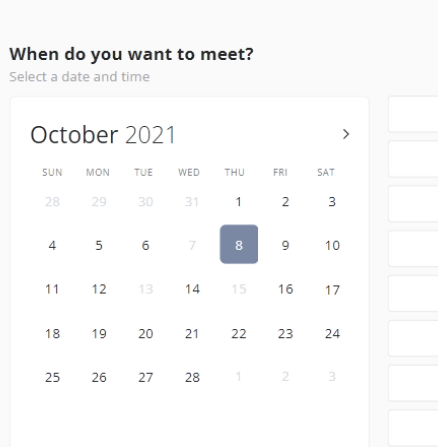 When do you want to meet?
Select a date and time
October 2021
SUN MON TUE WED THU FRI SAT
28 29 30 31 1 2 3
4 5 6 7 8 9 10
11 12 13 14 15 16 17
18 19 20 21 22 23 24
25 26 27 28 1 2 3